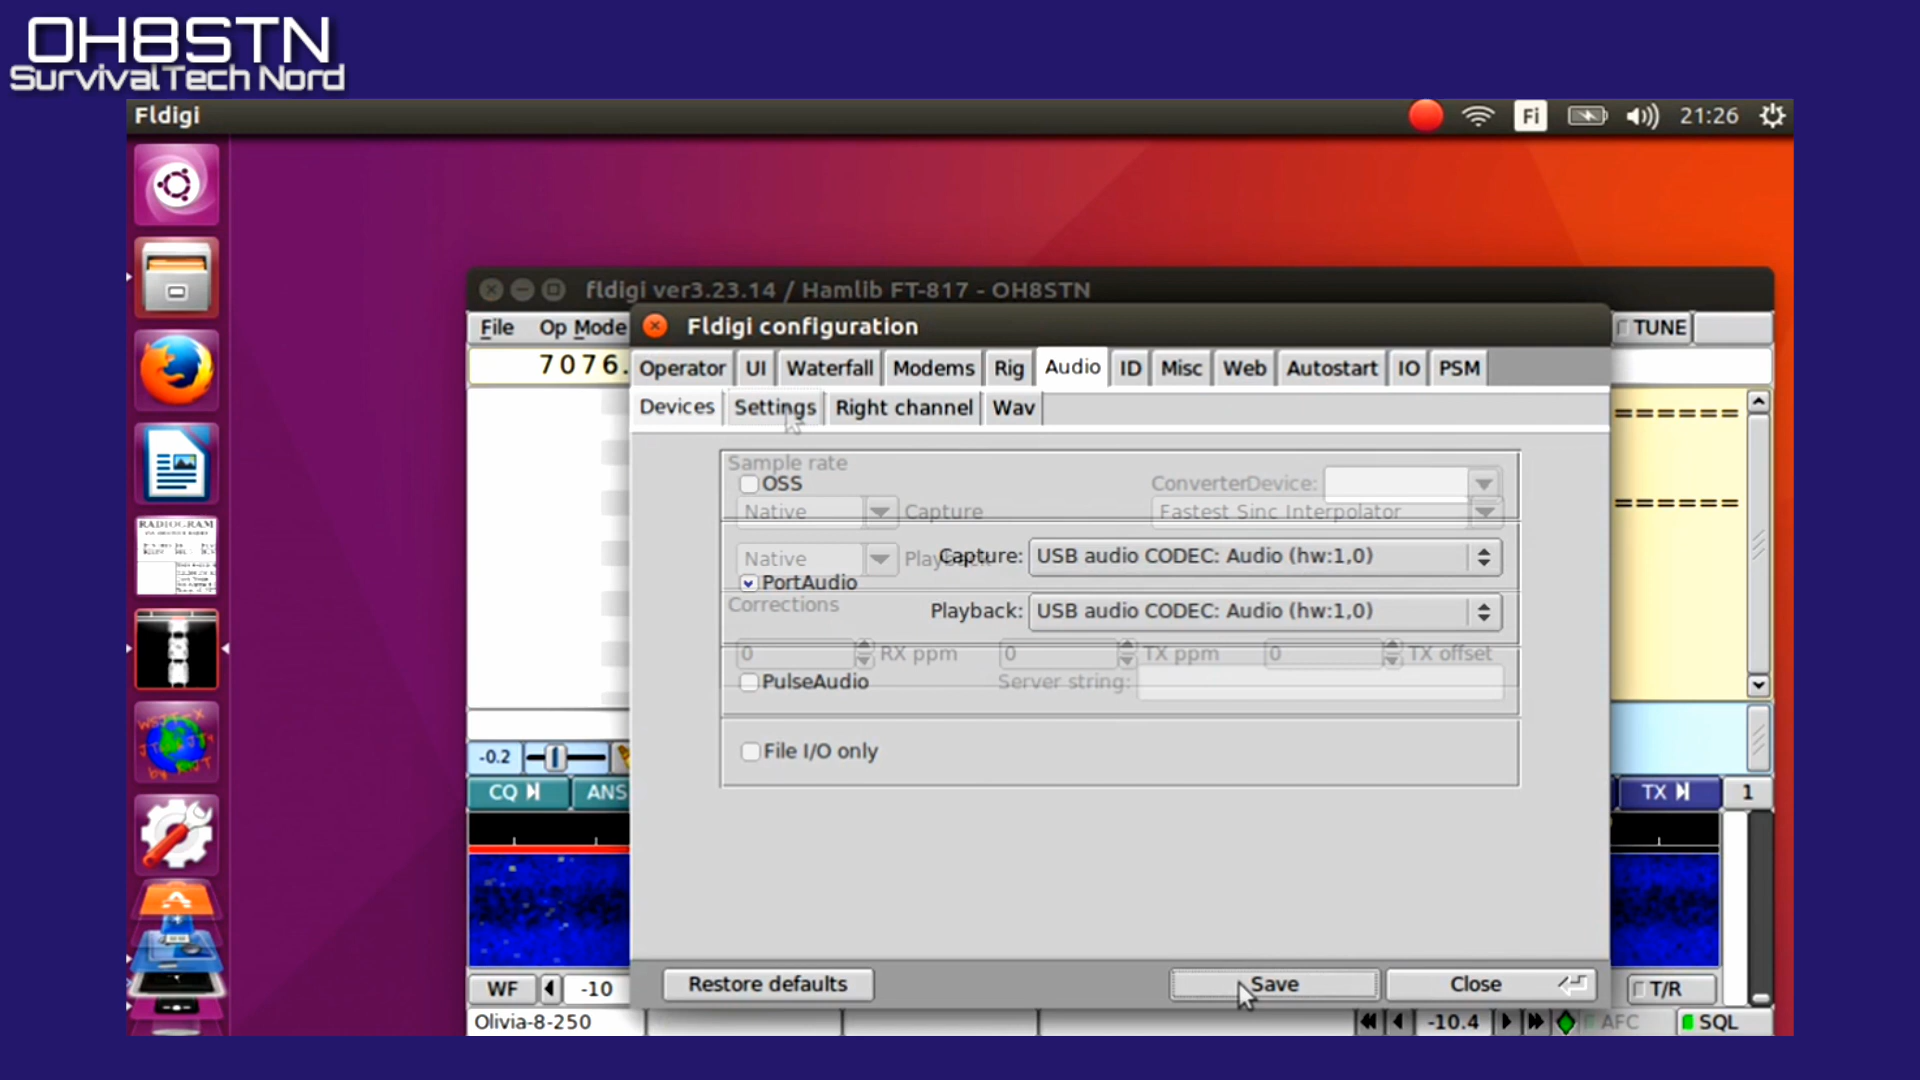 OH8STN
SurvivalTech Nord
Fldigi
Fi
21:26
fldigi ver3.23.14 / Hamlib FT-817 - OH8STN
File Op Mode
TUNE
Fldigi configuration
7076.
Operator UI Waterfall Modems Rig Audio ID Misc Web Autostart IO PSM
Devices Settings Right channel Wav
Sample rate
OSS
ConverterDevice:
Native Capture
Fastest Sinc Interpolator
Native
Capture: USB audio CODEC: Audio (hw:1,0)
PortAudio
Corrections
Playback: USB audio CODEC: Audio (hw:1,0)
0 RX ppm 0 TX ppm 0 TX offset
PulseAudio
Server string:
File I/O only
RADIOGRAM
-0.2
CQ ANS
TX 1
Restore defaults
Save
Close
WF -10
T/R
Olivia-8-250
-10.4
AFC
SQL